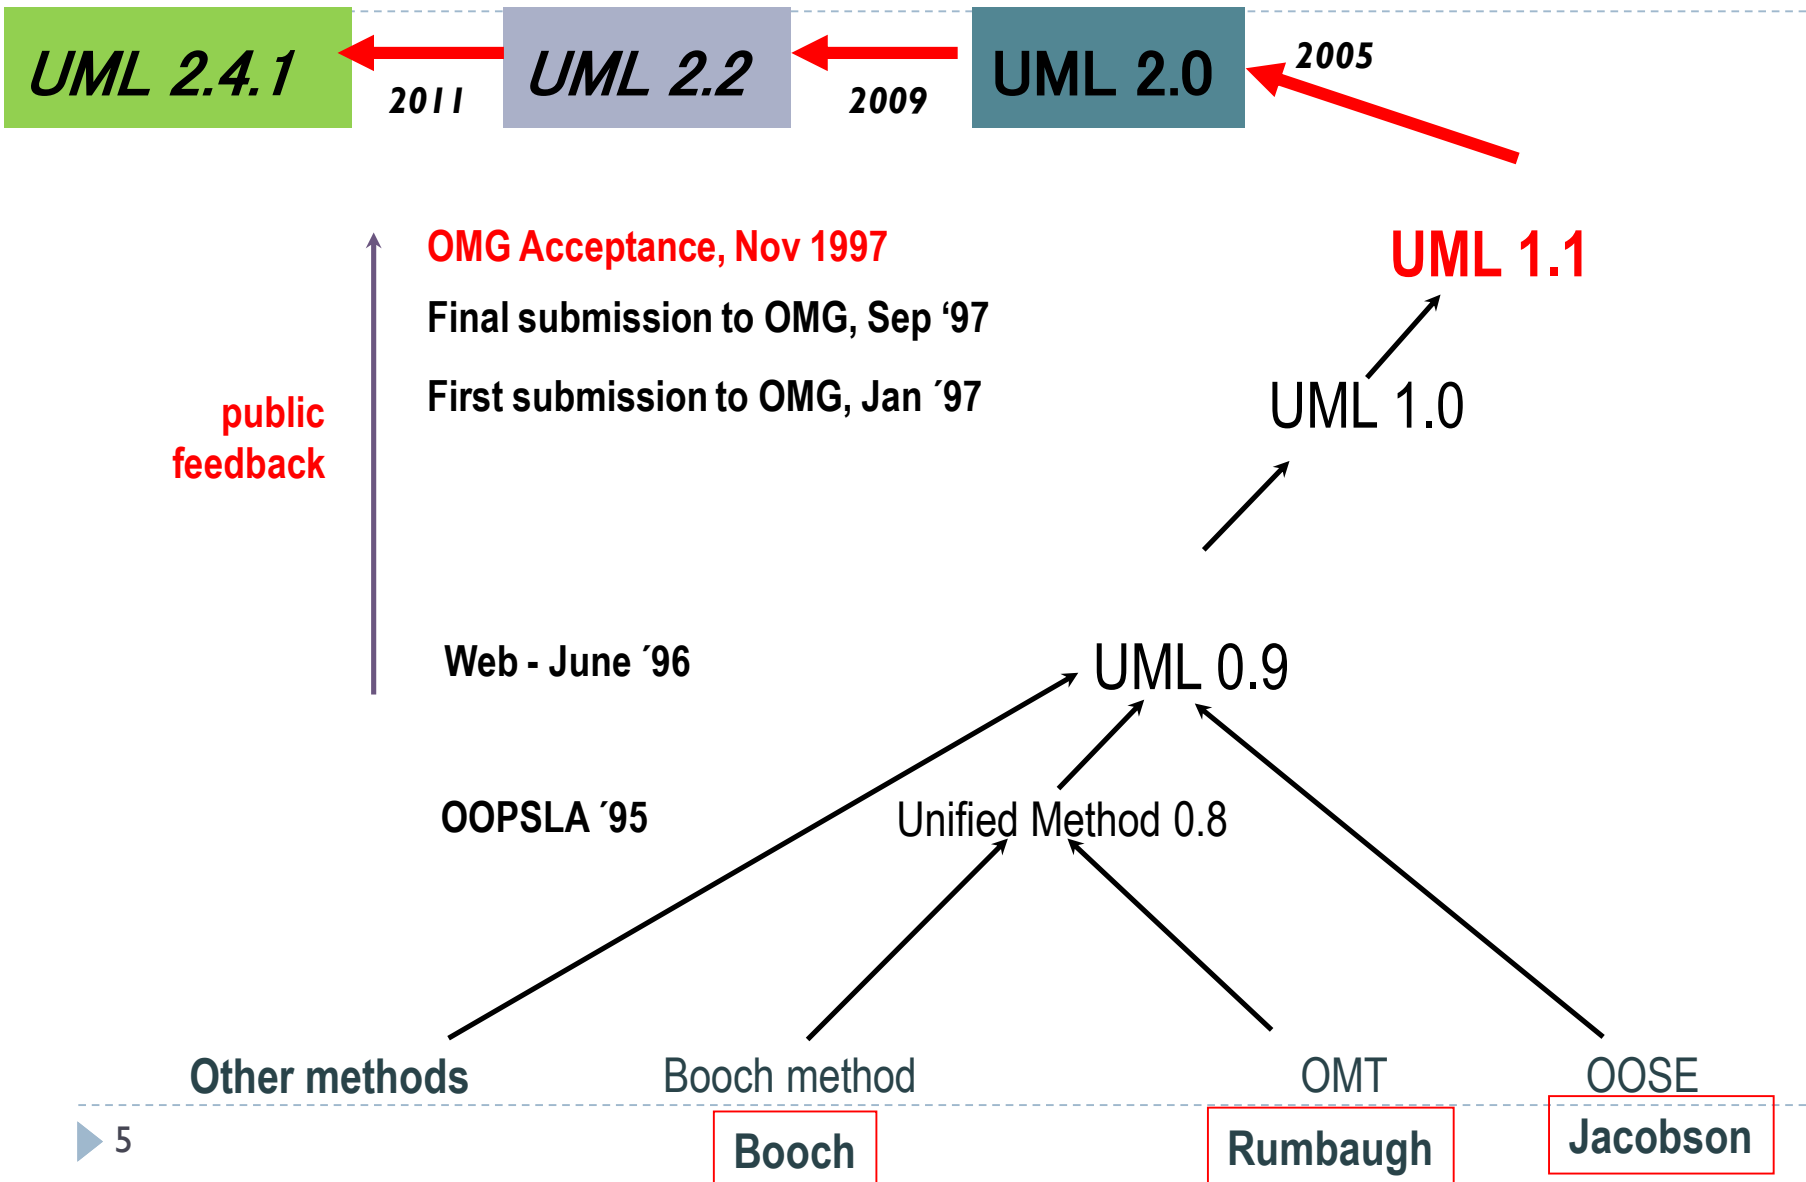 UML 2.4.1
2011
UML 2.2
2009
UML 2.0
2005
OMG Acceptance, Nov 1997
UML 1.1
Final submission to OMG, Sep ‘97
First submission to OMG, Jan ´97
UML 1.0
public
feedback
Web - June ´96
UML 0.9
OOPSLA ´95
Unified Method 0.8
Other methods
Booch method
OMT
OOSE
Booch
Rumbaugh
Jacobson
5